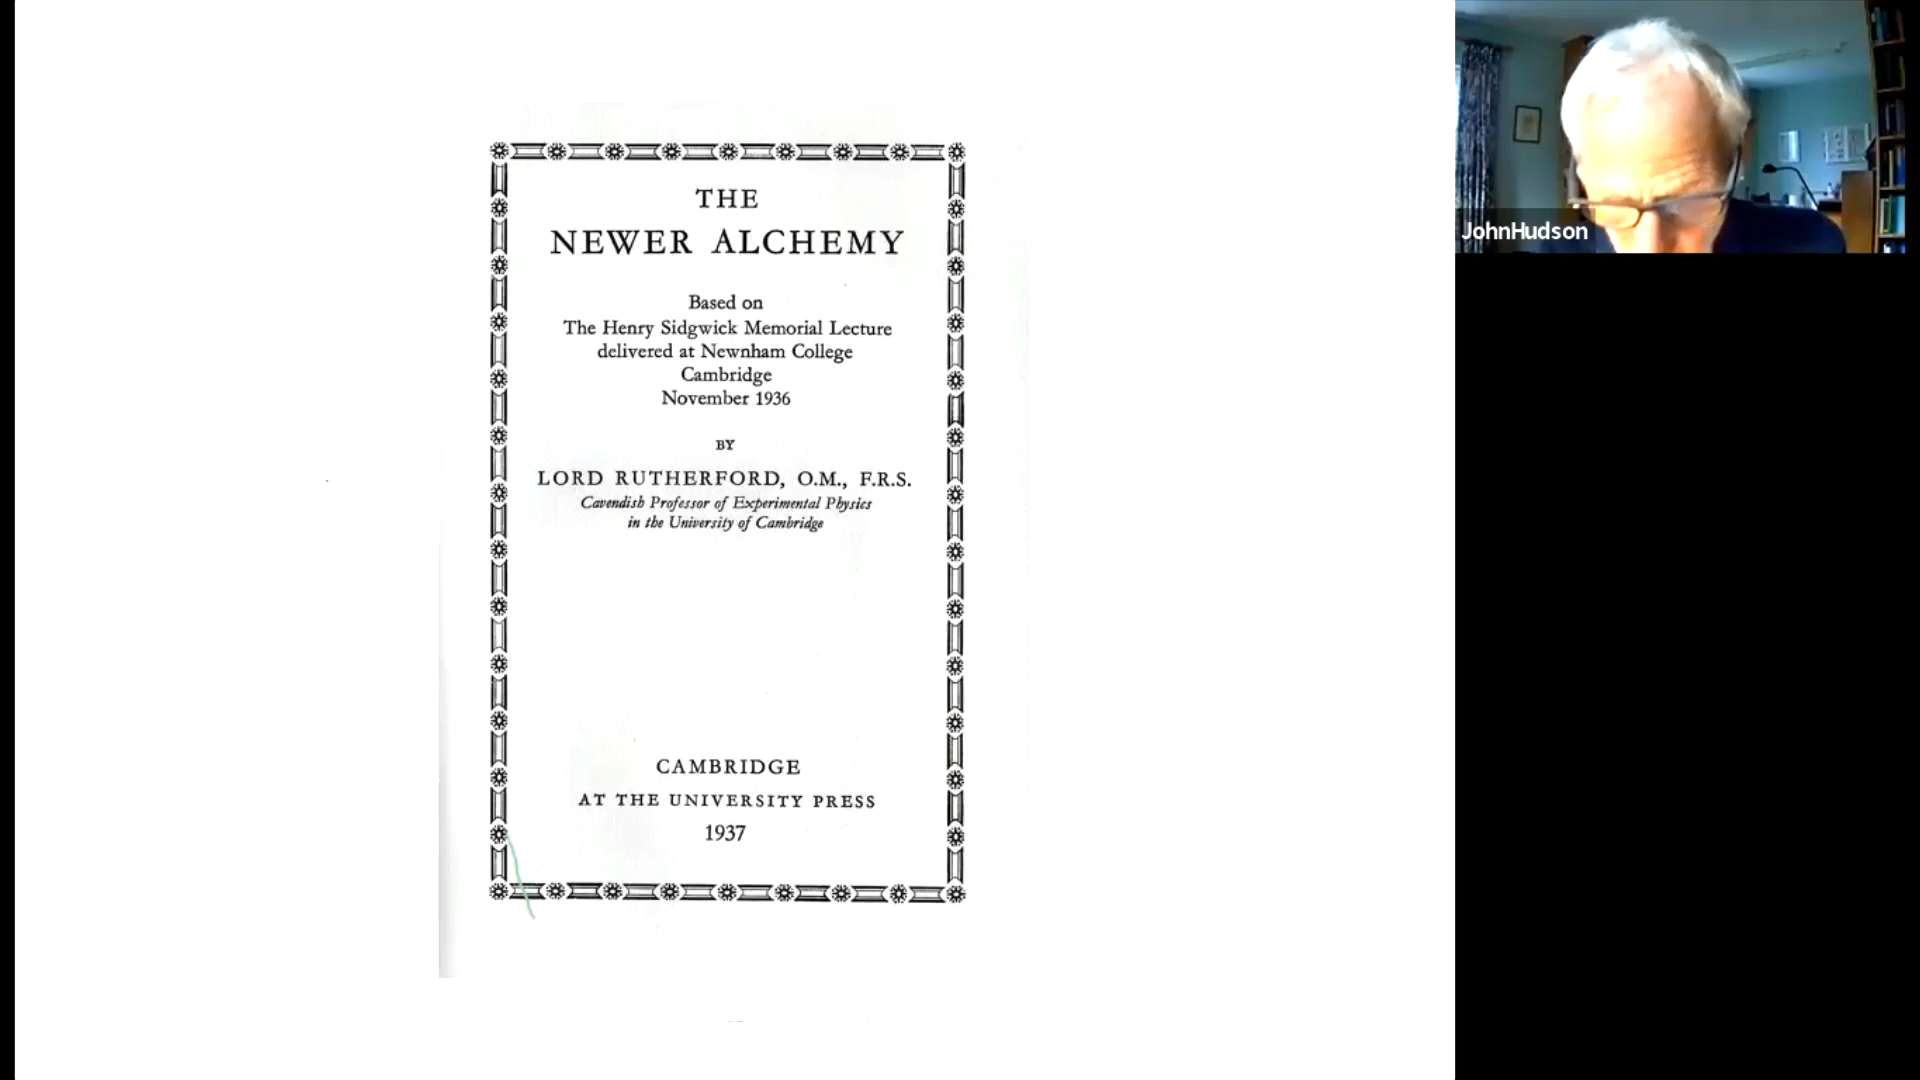 THE
NEWER ALCHEMY
Based on
The Henry Sidgwick Memorial Lecture
delivered at Newnham College
Cambridge
November 1936
BY
LORD RUTHERFORD, O.M., F.R.S.
Cavendish Professor of Experimental Physics
in the University of Cambridge
CAMBRIDGE
AT THE UNIVERSITY PRESS
1937
JohnHudson